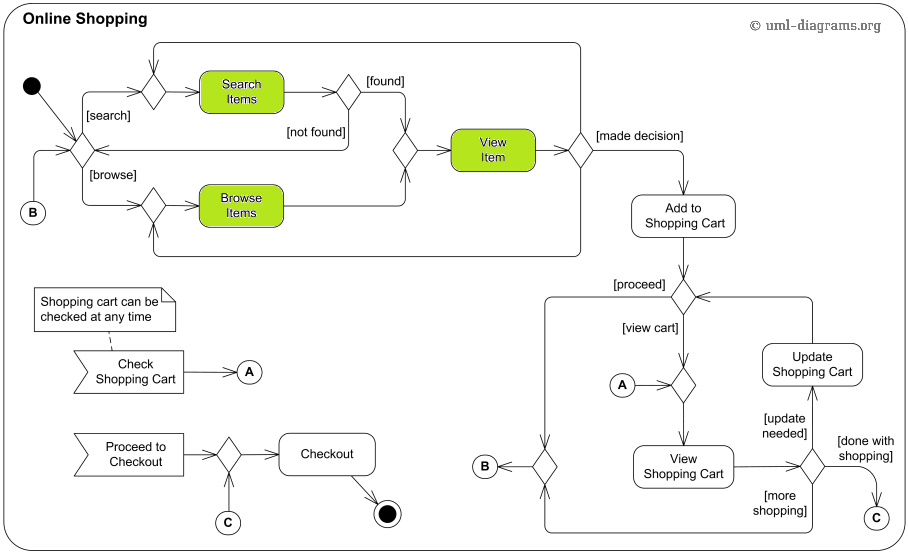 Online Shopping
© uml-diagrams.org
Search
Items
[found]
[search]
[not found]
[made decision]
View
Item
[browse]
Browse
Items
B
Add to
Shopping Cart
[proceed]
Shopping cart can be
checked at any time
[view cart]
Check
Shopping Cart
A
A
Update
Shopping Cart
[update
needed]
[done with
shopping]
Proceed to
Checkout
Checkout
B
View
Shopping Cart
[more
shopping]
C
C